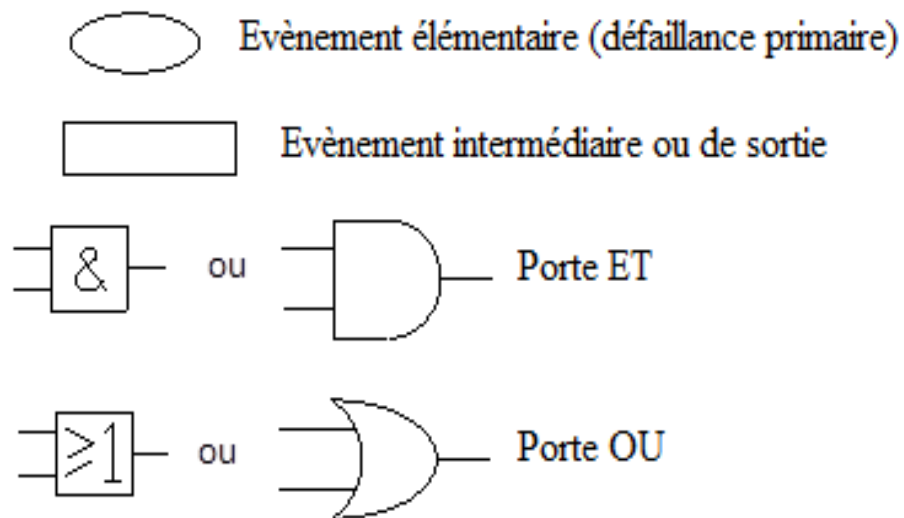 Evènement élémentaire (défaillance primaire)
Evènement intermédiaire ou de sortie
& ou Porte ET
≥1 ou Porte OU